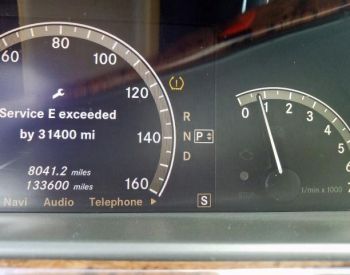 80
60 100
120
Service E exceeded
by 31400 mi
140
8041.2 miles
133600 miles
160
Navi Audio Telephone
R
N P
D
S
0 1 2 3 4 5 6 7
1/min x 1000